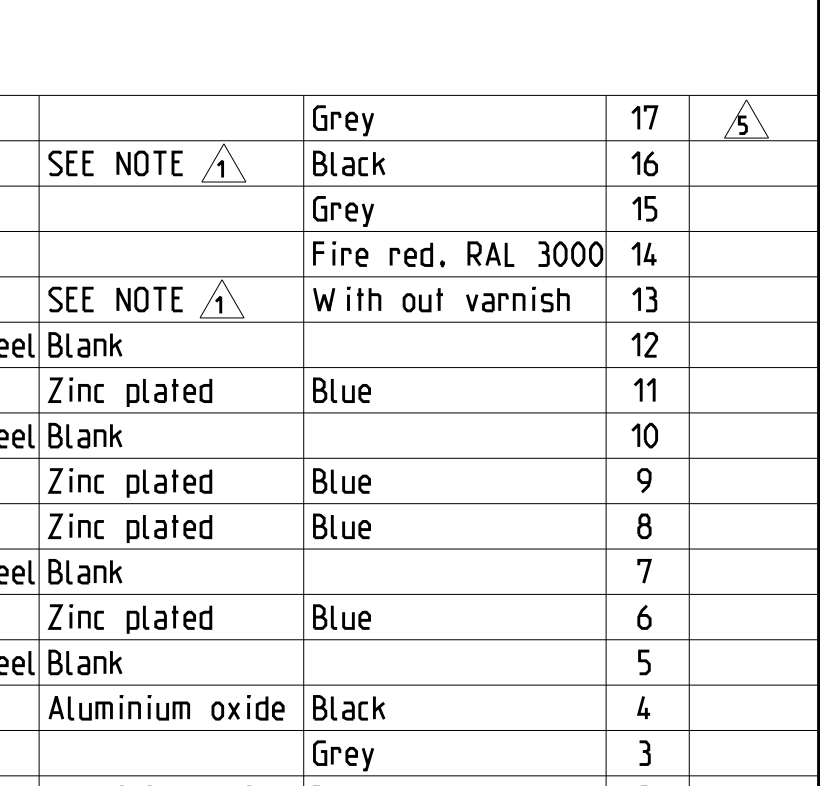 Grey 17 5
SEE NOTE 1 Black 16
Grey 15
Fire red. RAL 3000 14
SEE NOTE 1 With out varnish 13
eel Blank 12
Zinc plated Blue 11
eel Blank 10
Zinc plated Blue 9
Zinc plated Blue 8
eel Blank 7
Zinc plated Blue 6
eel Blank 5
Aluminium oxide Black 4
Grey 3